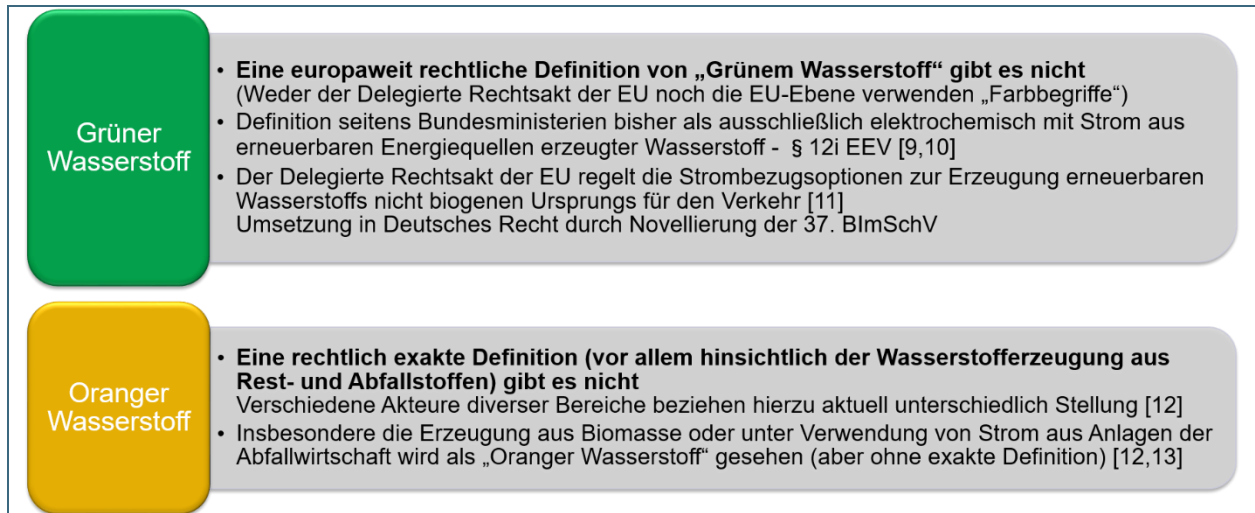 Grüner
Wasserstoff
• Eine europaweit rechtliche Definition von „Grünem Wasserstoff“ gibt es nicht
(Weder der Delegierte Rechtsakt der EU noch die EU-Ebene verwenden „Farbbegriffe“)
• Definition seitens Bundesministerien bisher als ausschließlich elektrochemisch mit Strom aus
erneuerbaren Energiequellen erzeugter Wasserstoff - § 12i EEV [9,10]
• Der Delegierte Rechtsakt der EU regelt die Strombezugsoptionen zur Erzeugung erneuerbaren
Wasserstoffs nicht biogenen Ursprungs für den Verkehr [11]
Umsetzung in Deutsches Recht durch Novellierung der 37. BImSchV
Oranger
Wasserstoff
• Eine rechtlich exakte Definition (vor allem hinsichtlich der Wasserstofferzeugung aus
Rest- und Abfallstoffen) gibt es nicht
Verschiedene Akteure diverser Bereiche beziehen hierzu aktuell unterschiedlich Stellung [12]
• Insbesondere die Erzeugung aus Biomasse oder unter Verwendung von Strom aus Anlagen der
Abfallwirtschaft wird als „Oranger Wasserstoff“ gesehen (aber ohne exakte Definition) [12,13]